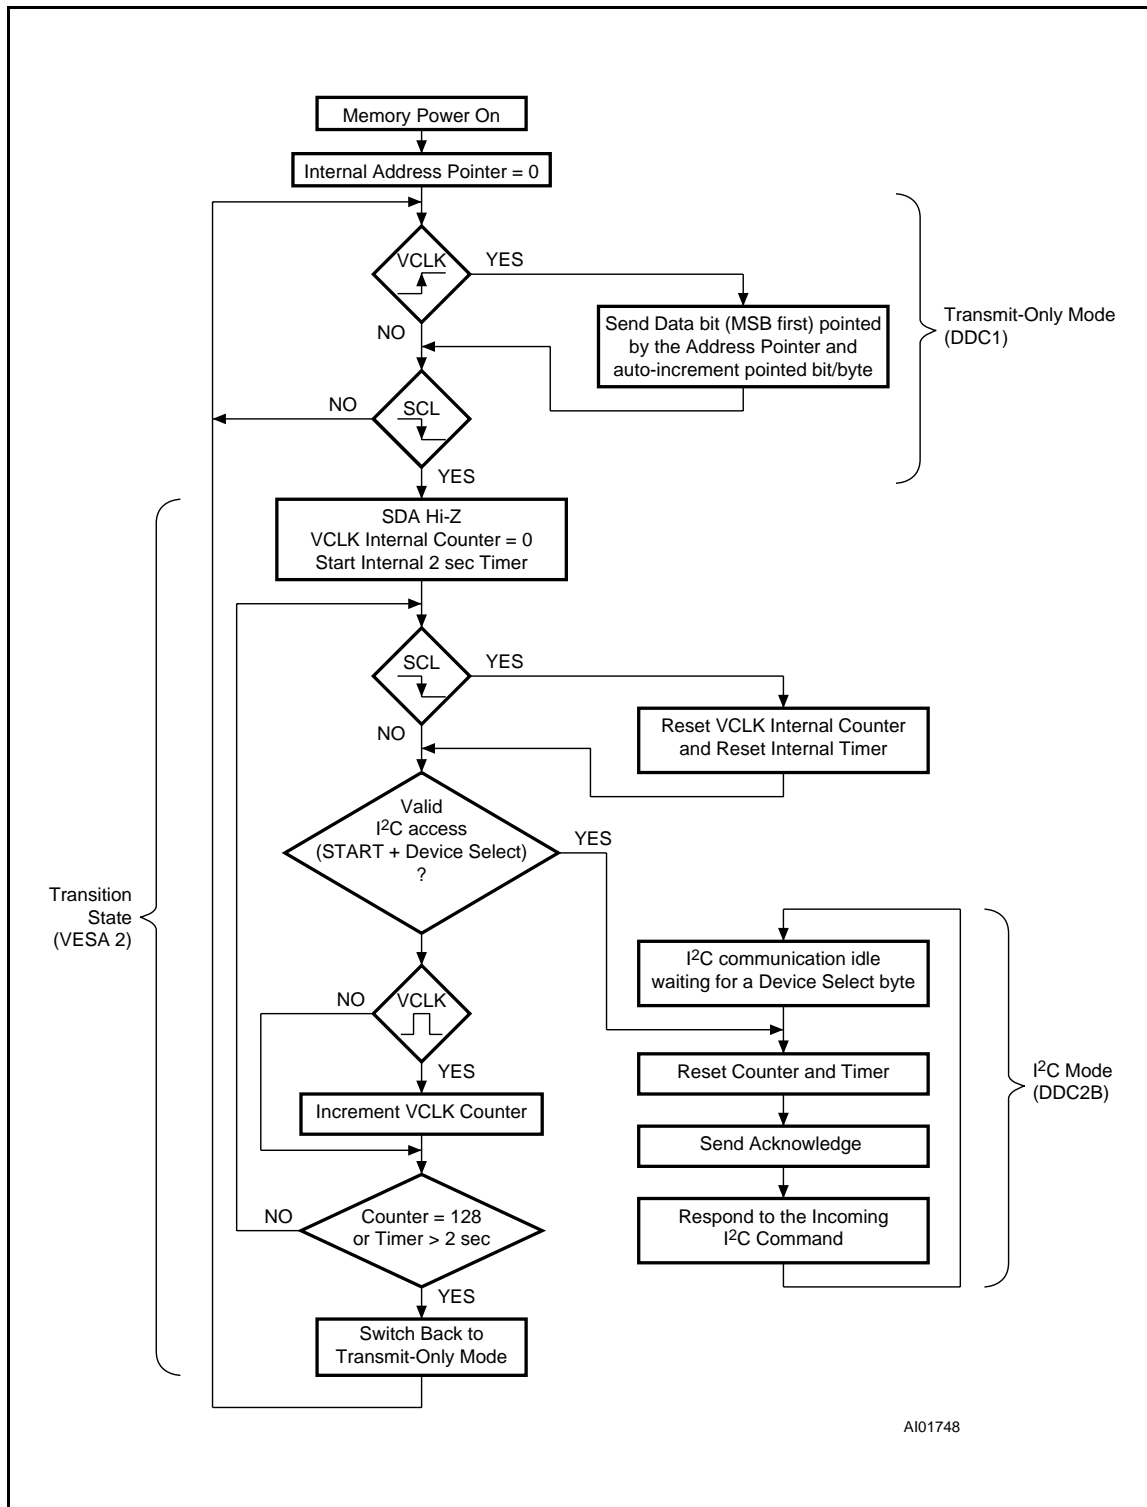 Memory Power On
Internal Address Pointer = 0
VCLK
YES
NO
Send Data bit (MSB first) pointed
by the Address Pointer and
auto-increment pointed bit/byte
Transmit-Only Mode
(DDC1)
NO
SCL
YES
SDA Hi-Z
VCLK Internal Counter = 0
Start Internal 2 sec Timer
SCL
YES
NO
Reset VCLK Internal Counter
and Reset Internal Timer
Valid
I²C access
(START + Device Select)
?
YES
Transition
State
(VESA 2)
NO
VCLK
YES
Increment VCLK Counter
I²C communication idle
waiting for a Device Select byte
Reset Counter and Timer
Send Acknowledge
Respond to the Incoming
I²C Command
I²C Mode
(DDC2B)
NO
Counter = 128
or Timer > 2 sec
YES
Switch Back to
Transmit-Only Mode
AI01748